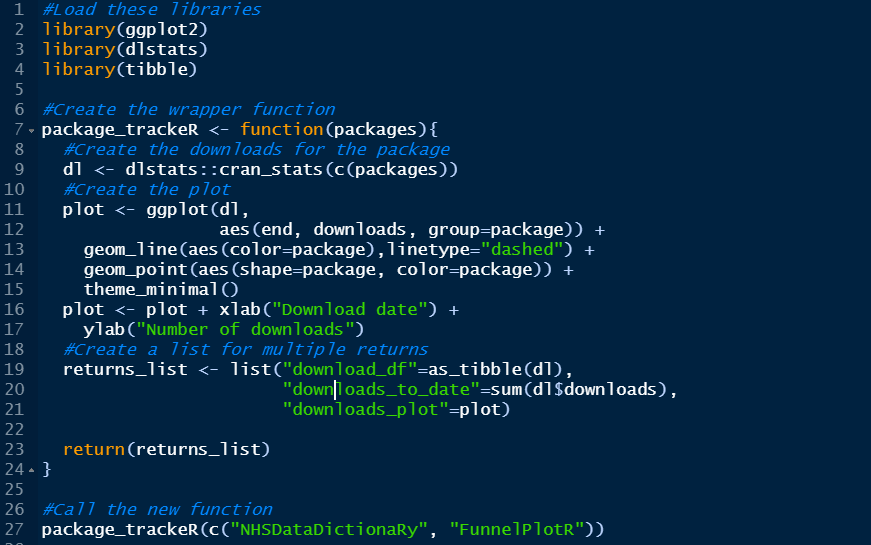 1 #Load these libraries
2 library(ggplot2)
3 library(dlstats)
4 library(tibble)
5
6 #Create the wrapper function
7 package_trackeR <- function(packages){
8   #Create the downloads for the package
9   dl <- dlstats::cran_stats(c(packages))
10   #Create the plot
11   plot <- ggplot(dl,
12                  aes(end, downloads, group=package)) +
13     geom_line(aes(color=package),linetype="dashed") +
14     geom_point(aes(shape=package, color=package)) +
15     theme_minimal()
16   plot <- plot + xlab("Download date") +
17     ylab("Number of downloads")
18   #Create a list for multiple returns
19   returns_list <- list("download_df"=as_tibble(dl),
20                        "downloads_to_date"=sum(dl$downloads),
21                        "downloads_plot"=plot)
22
23   return(returns_list)
24 }
25
26 #Call the new function
27 package_trackeR(c("NHSDataDictionaRy", "FunnelPlotR"))